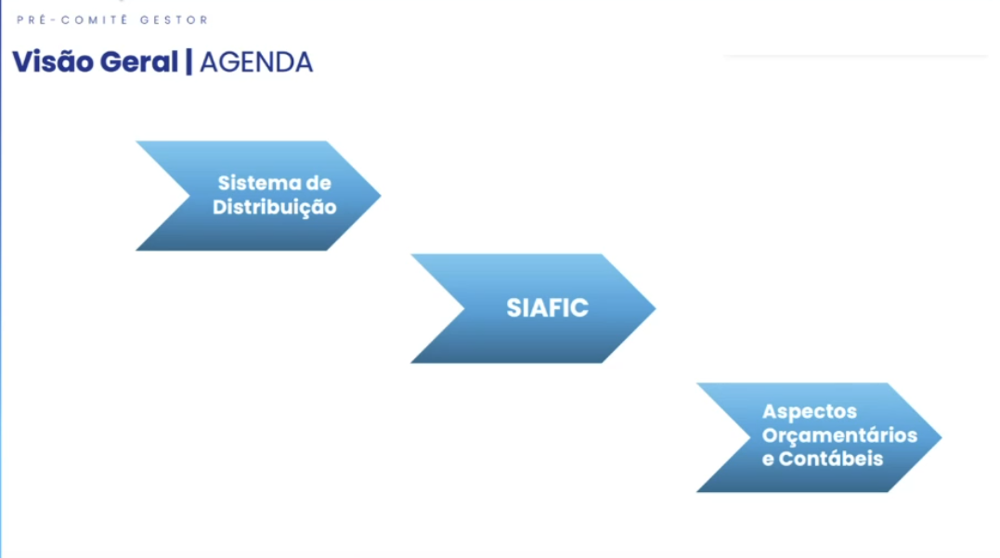 PRÉ-COMITÊ GESTOR
Visão Geral | AGENDA
Sistema de
Distribuição
SIAFIC
Aspectos
Orçamentários
e Contábeis